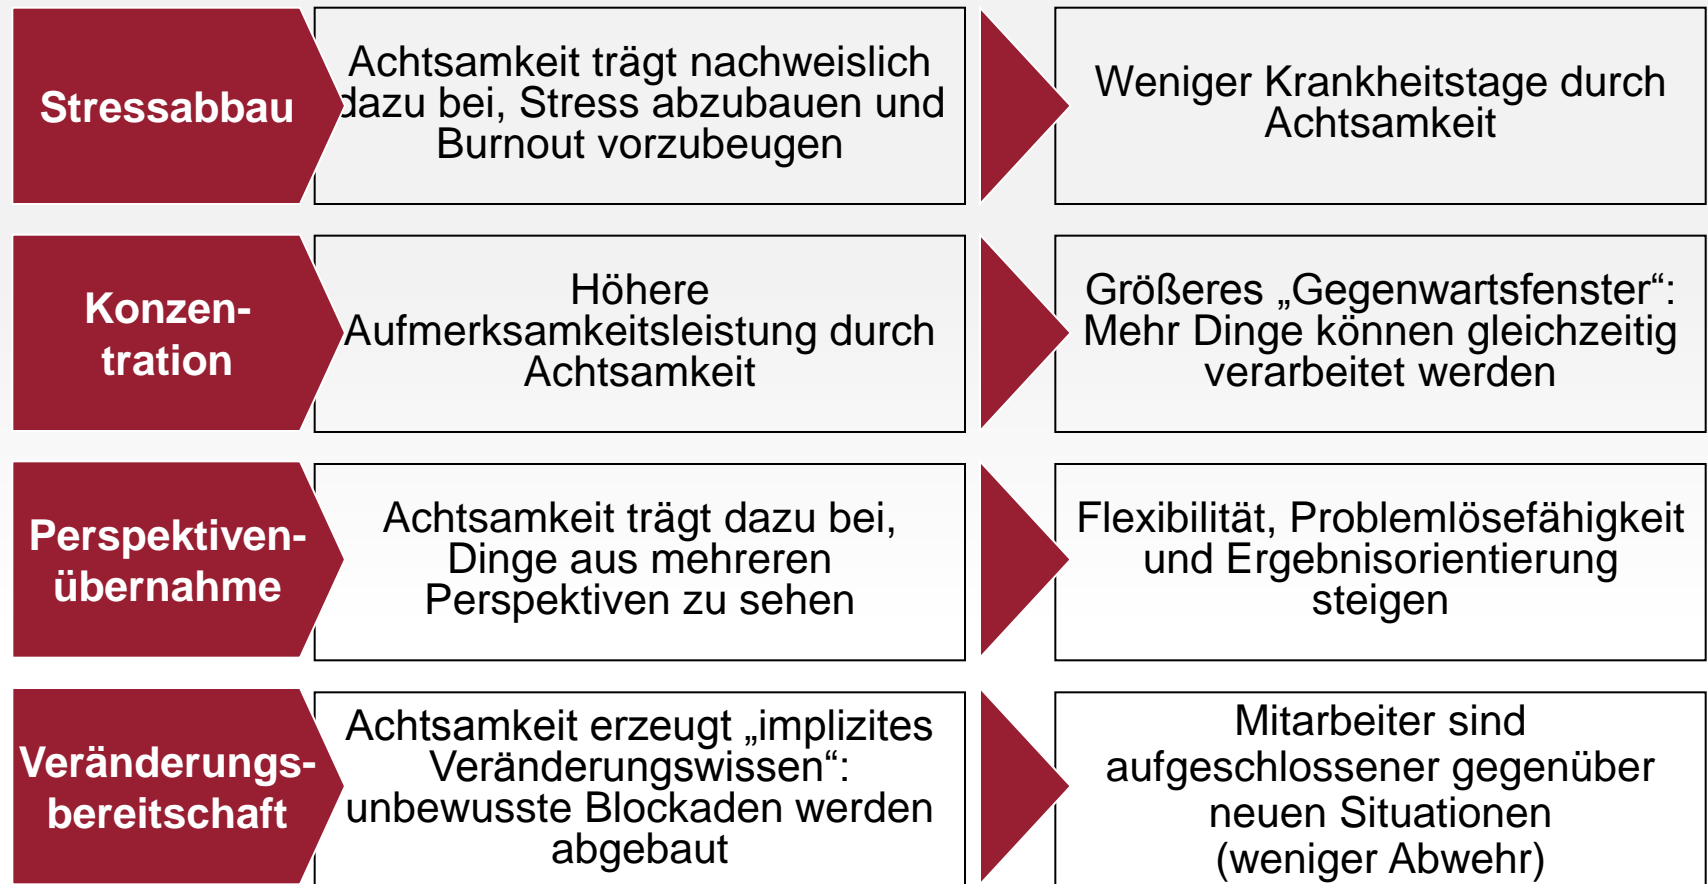 Stressabbau
Achtsamkeit trägt nachweislich
dazu bei, Stress abzubauen und
Burnout vorzubeugen
Weniger Krankheitstage durch
Achtsamkeit
Konzen-
tration
Höhere
Aufmerksamkeitsleistung durch
Achtsamkeit
Größeres „Gegenwartsfenster“:
Mehr Dinge können gleichzeitig
verarbeitet werden
Perspektiven-
übernahme
Achtsamkeit trägt dazu bei,
Dinge aus mehreren
Perspektiven zu sehen
Flexibilität, Problemlösefähigkeit
und Ergebnisorientierung
steigen
Veränderungs-
bereitschaft
Achtsamkeit erzeugt „implizites
Veränderungswissen“:
unbewusste Blockaden werden
abgebaut
Mitarbeiter sind
aufgeschlossener gegenüber
neuen Situationen
(weniger Abwehr)